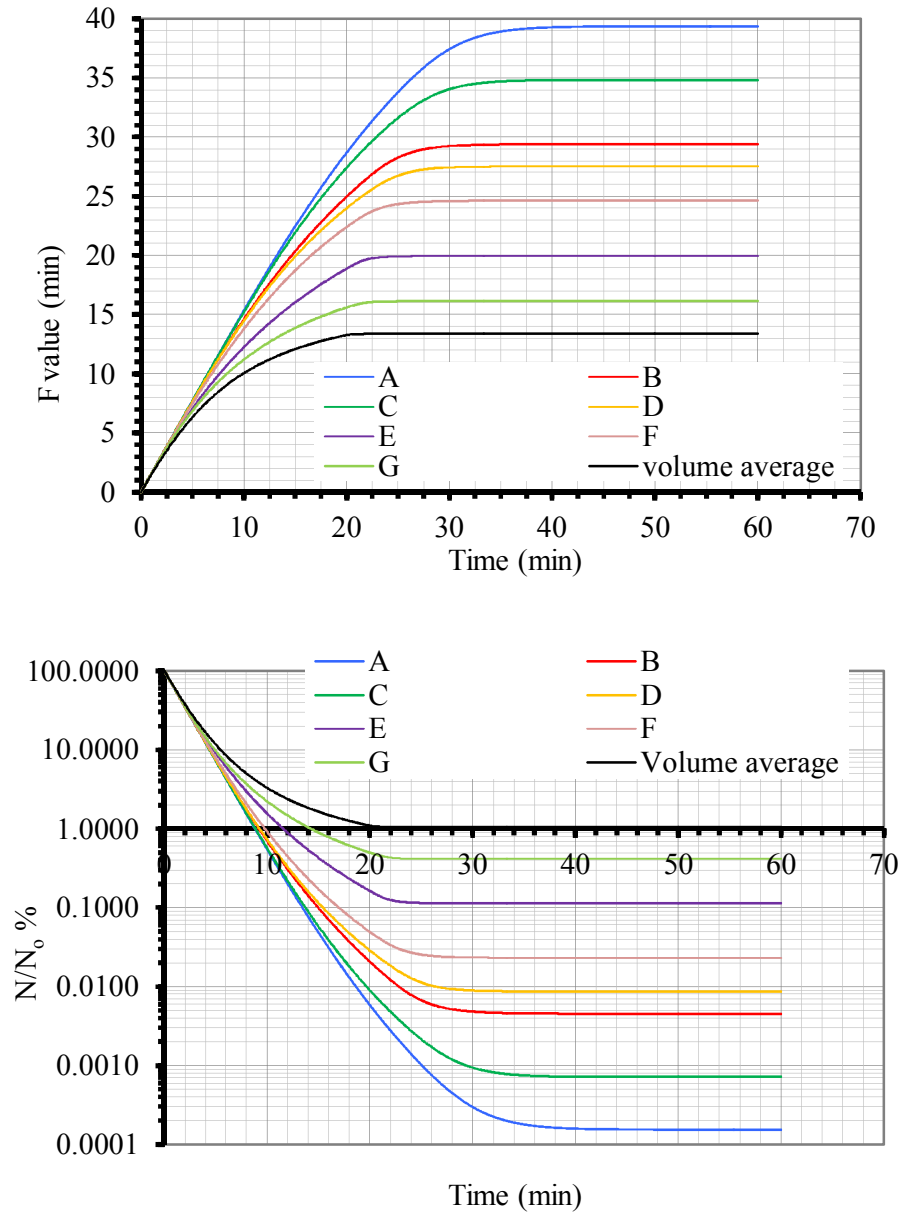 40
35
30
25
20
15
10
5
0
F value (min)
A B
C D
E F
G volume average
0 10 20 30 40 50 60 70
Time (min)
A B
C D
E F
G Volume average
100.0000
10.0000
1.0000
0.1000
0.0100
0.0010
0.0001
N/No %
0 10 20 30 40 50 60 70
Time (min)